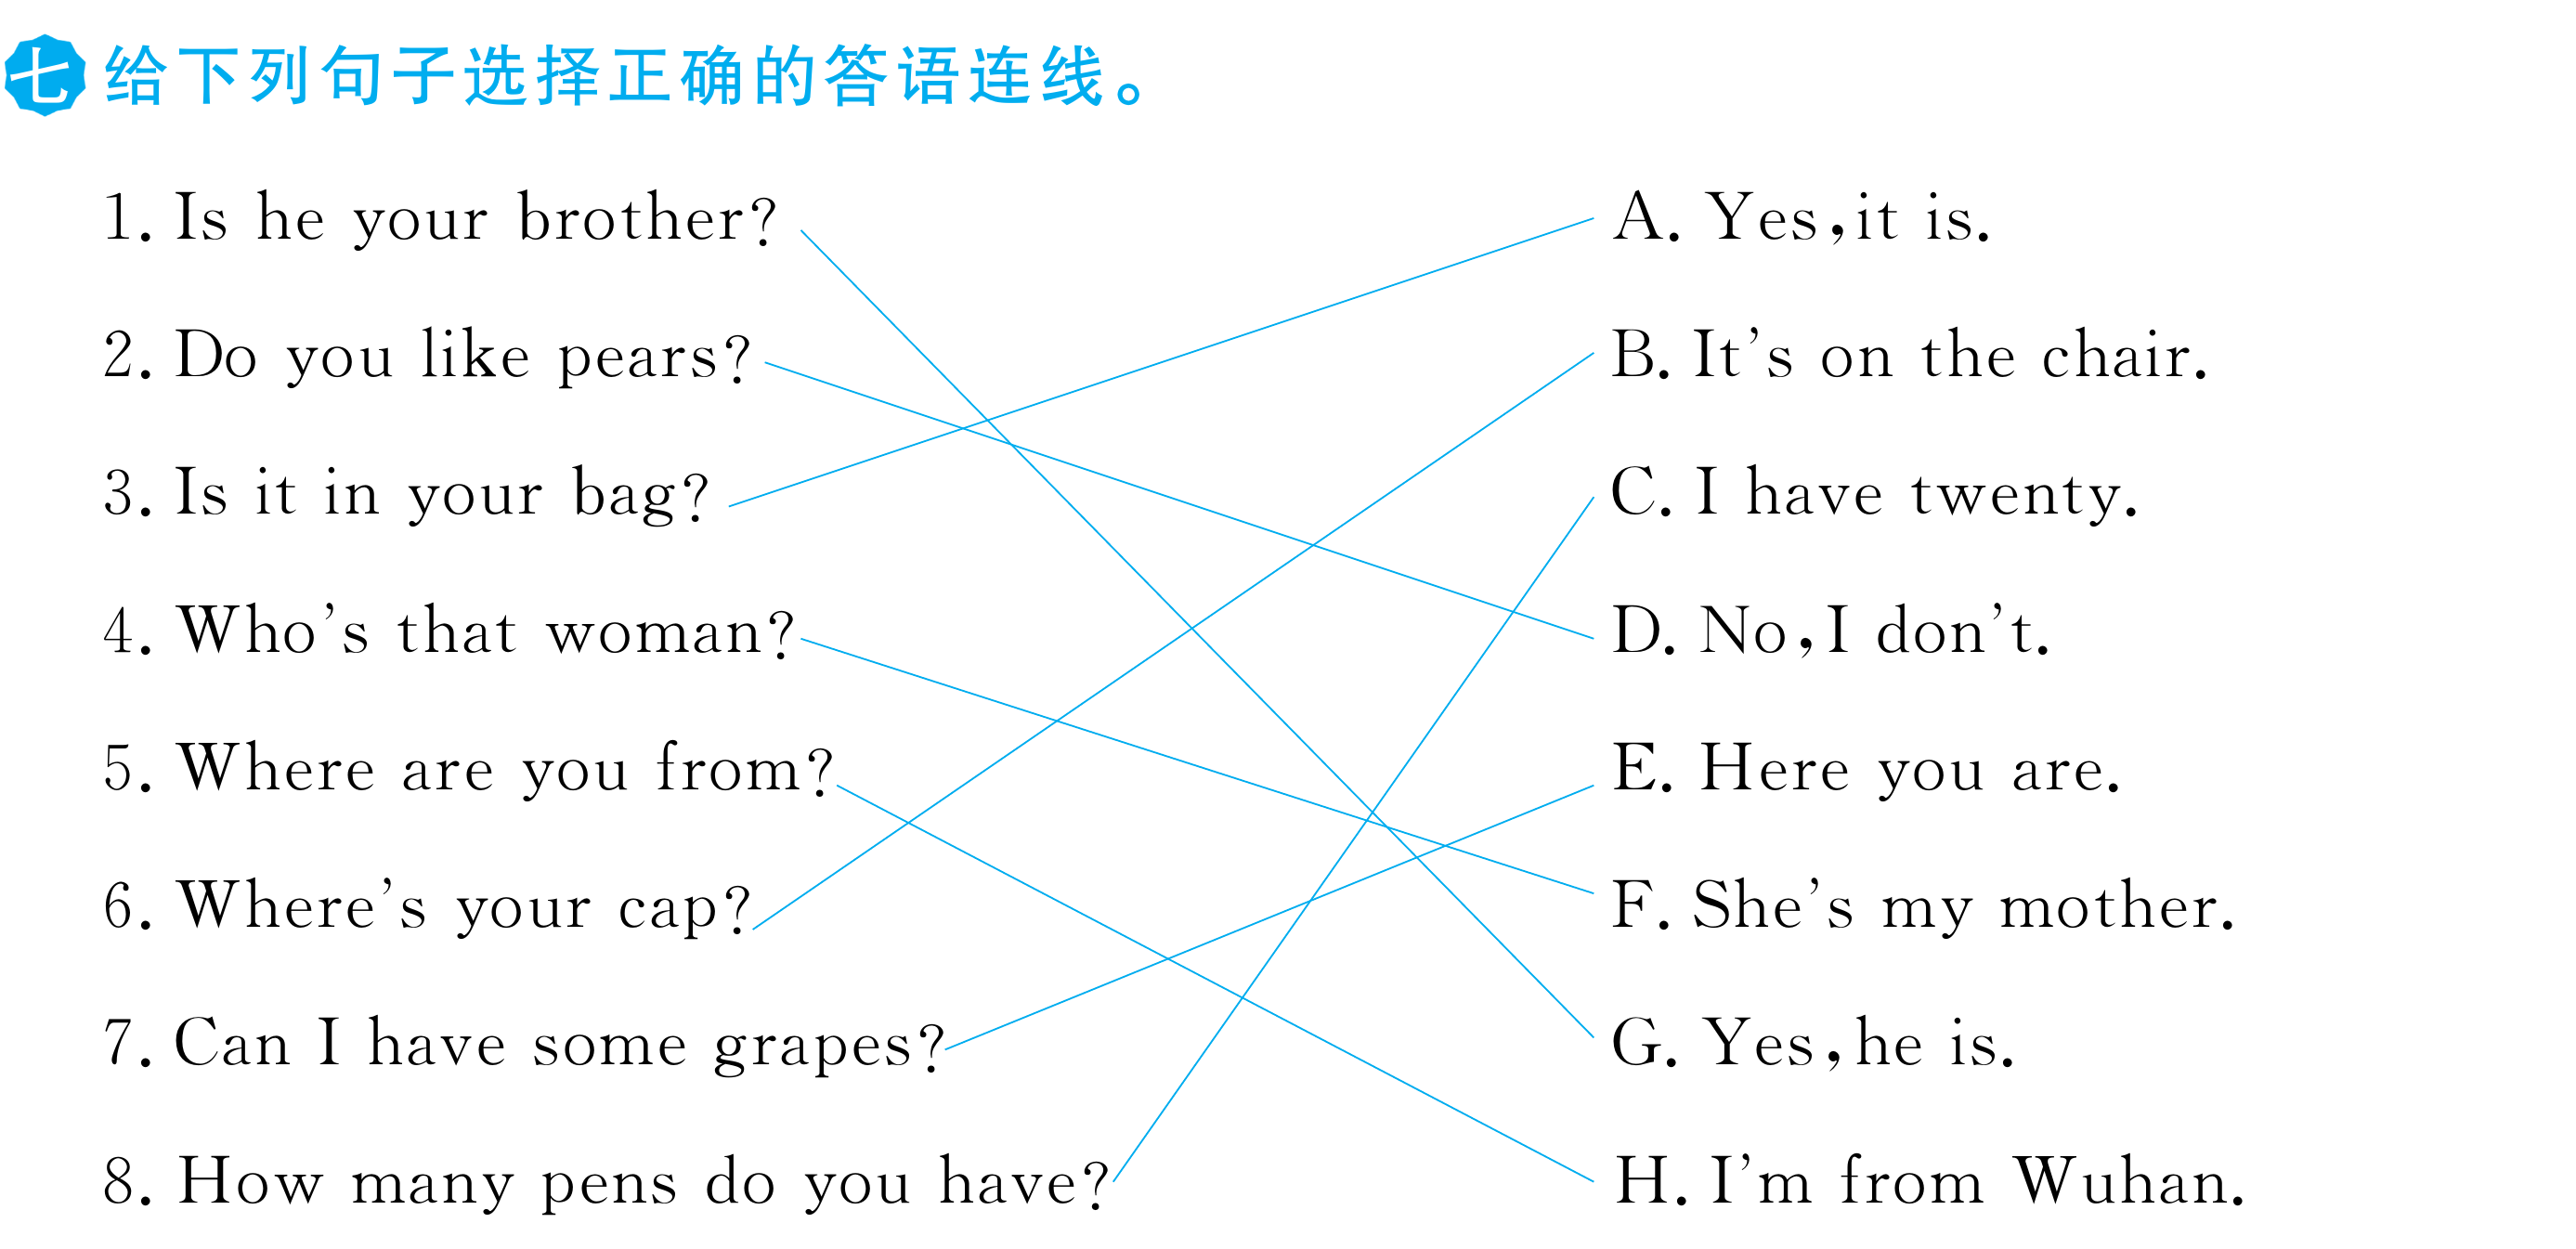 七 给下列句子选择正确的答语连线。
1. Is he your brother? A. Yes,it is.
2. Do you like pears? B. It's on the chair.
3. Is it in your bag? C. I have twenty.
4. Who's that woman? D. No,I don't.
5. Where are you from? E. Here you are.
6. Where's your cap? F. She's my mother.
7. Can I have some grapes? G. Yes,he is.
8. How many pens do you have? H. I'm from Wuhan.